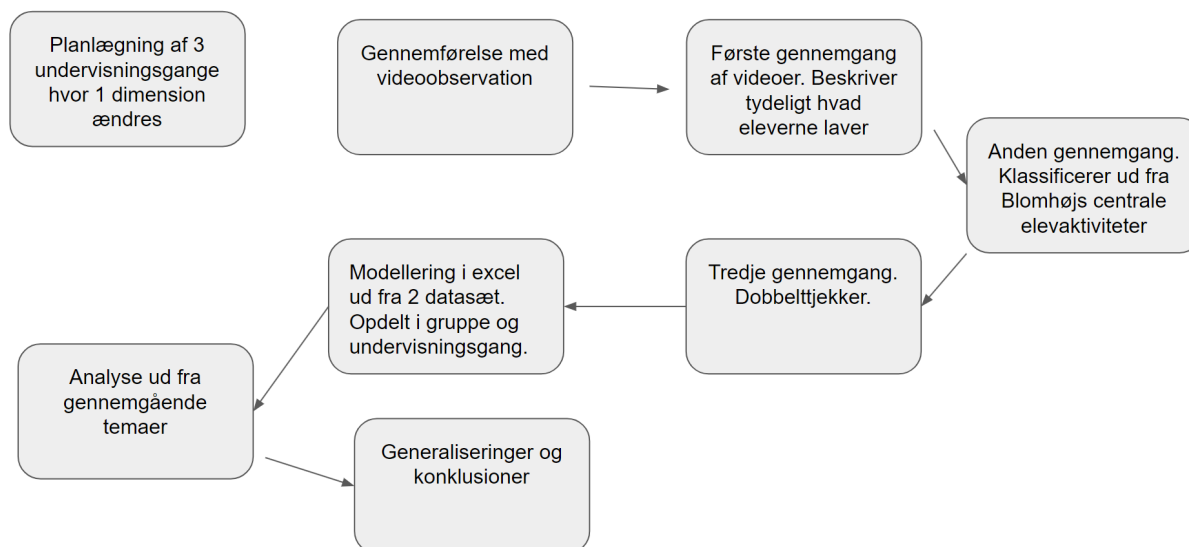 Planlægning af 3
undervisningsgange
hvor 1 dimension
ændres
Gennemførelse med
videoobservation
Første gennemgang
af videoer. Beskriver
tydeligt hvad
eleverne laver
Anden gennemgang.
Klassificerer ud fra
Blomhøjs centrale
elevaktiviteter
Tredje gennemgang.
Dobbelttjekker.
Modellering i excel
ud fra 2 datasæt.
Opdelt i gruppe og
undervisningsgang.
Analyse ud fra
gennemgående
temaer
Generaliseringer og
konklusioner